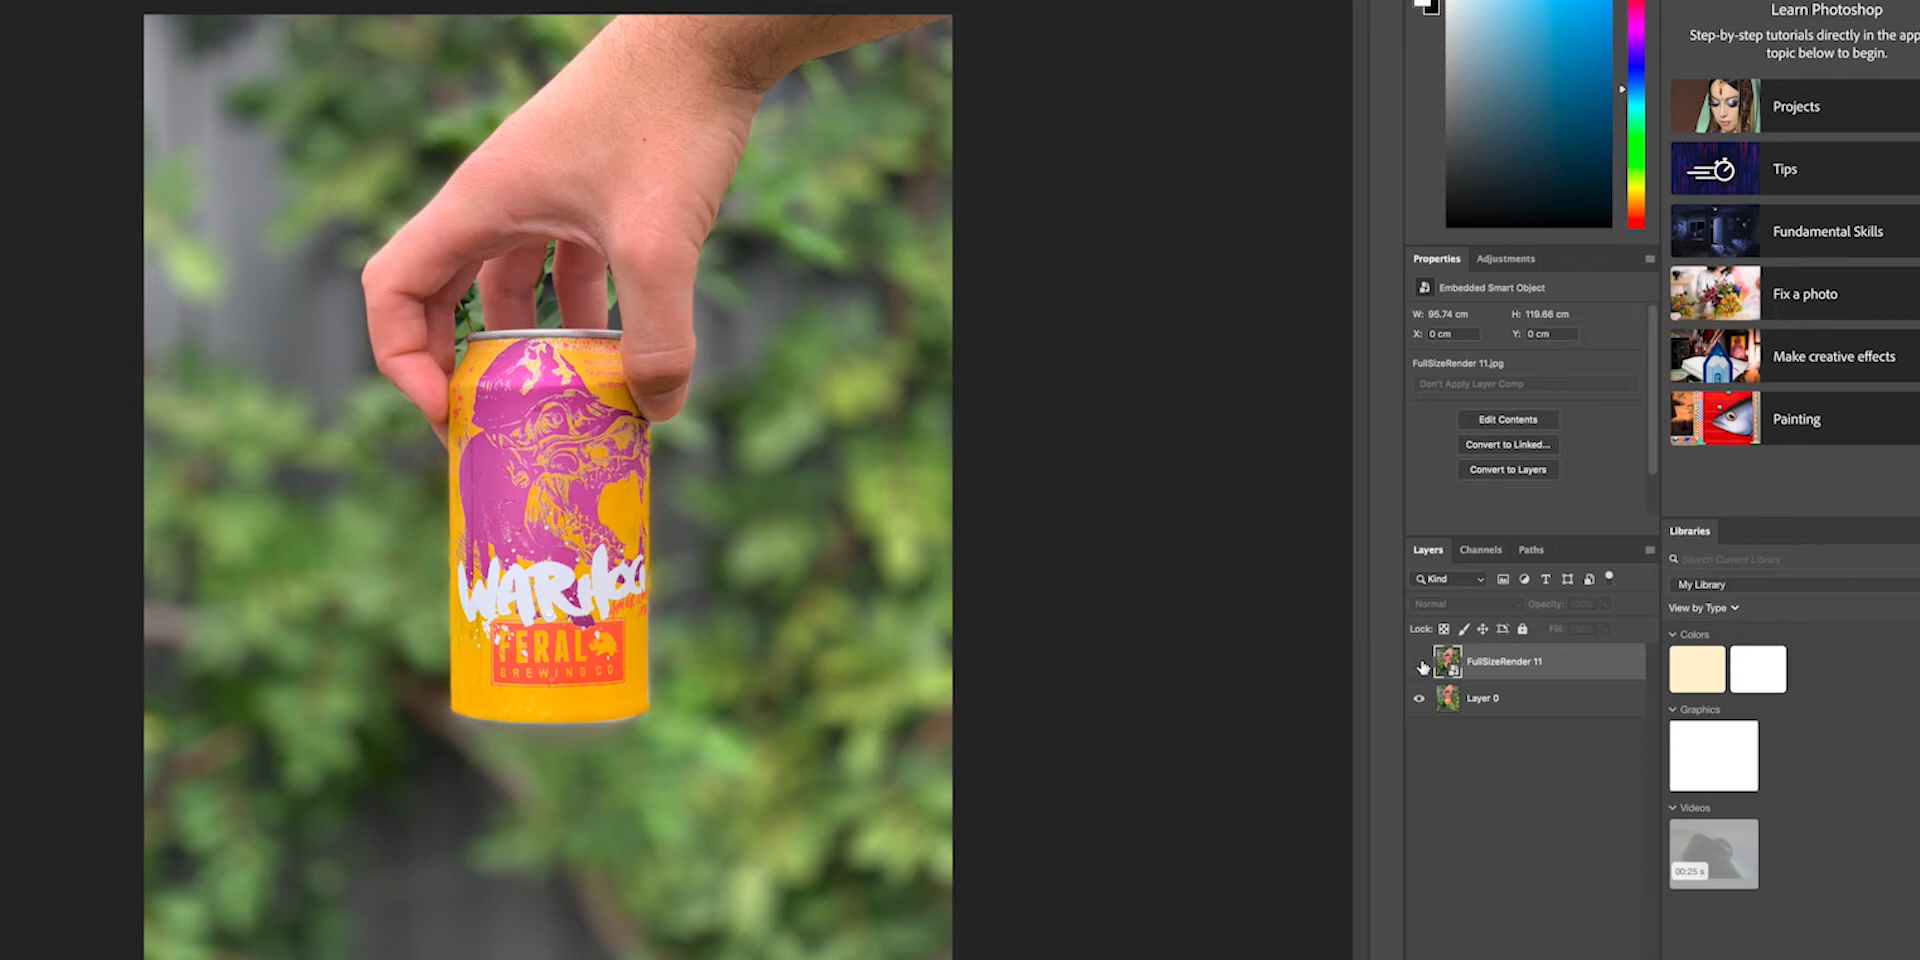 WARHOG
FERAL
BREWING CO.
Properties
Adjustments
Embedded Smart Object
W: 95.74 cm
H: 119.66 cm
X: 0 cm
Y: 0 cm
FullSizeRender 11.jpg
Don't Apply Layer Comp
Edit Contents
Convert to Linked...
Convert to Layers
Layers
Channels
Paths
Kind
Normal
Opacity: 100%
Lock:
Fill: 100%
FullSizeRender 11
Layer 0
Learn Photoshop
Step-by-step tutorials directly in the app
topic below to begin.
Projects
Tips
Fundamental Skills
Fix a photo
Make creative effects
Painting
Libraries
Search Current Library
My Library
View by Type
Colors
Graphics
Videos
00:25 s